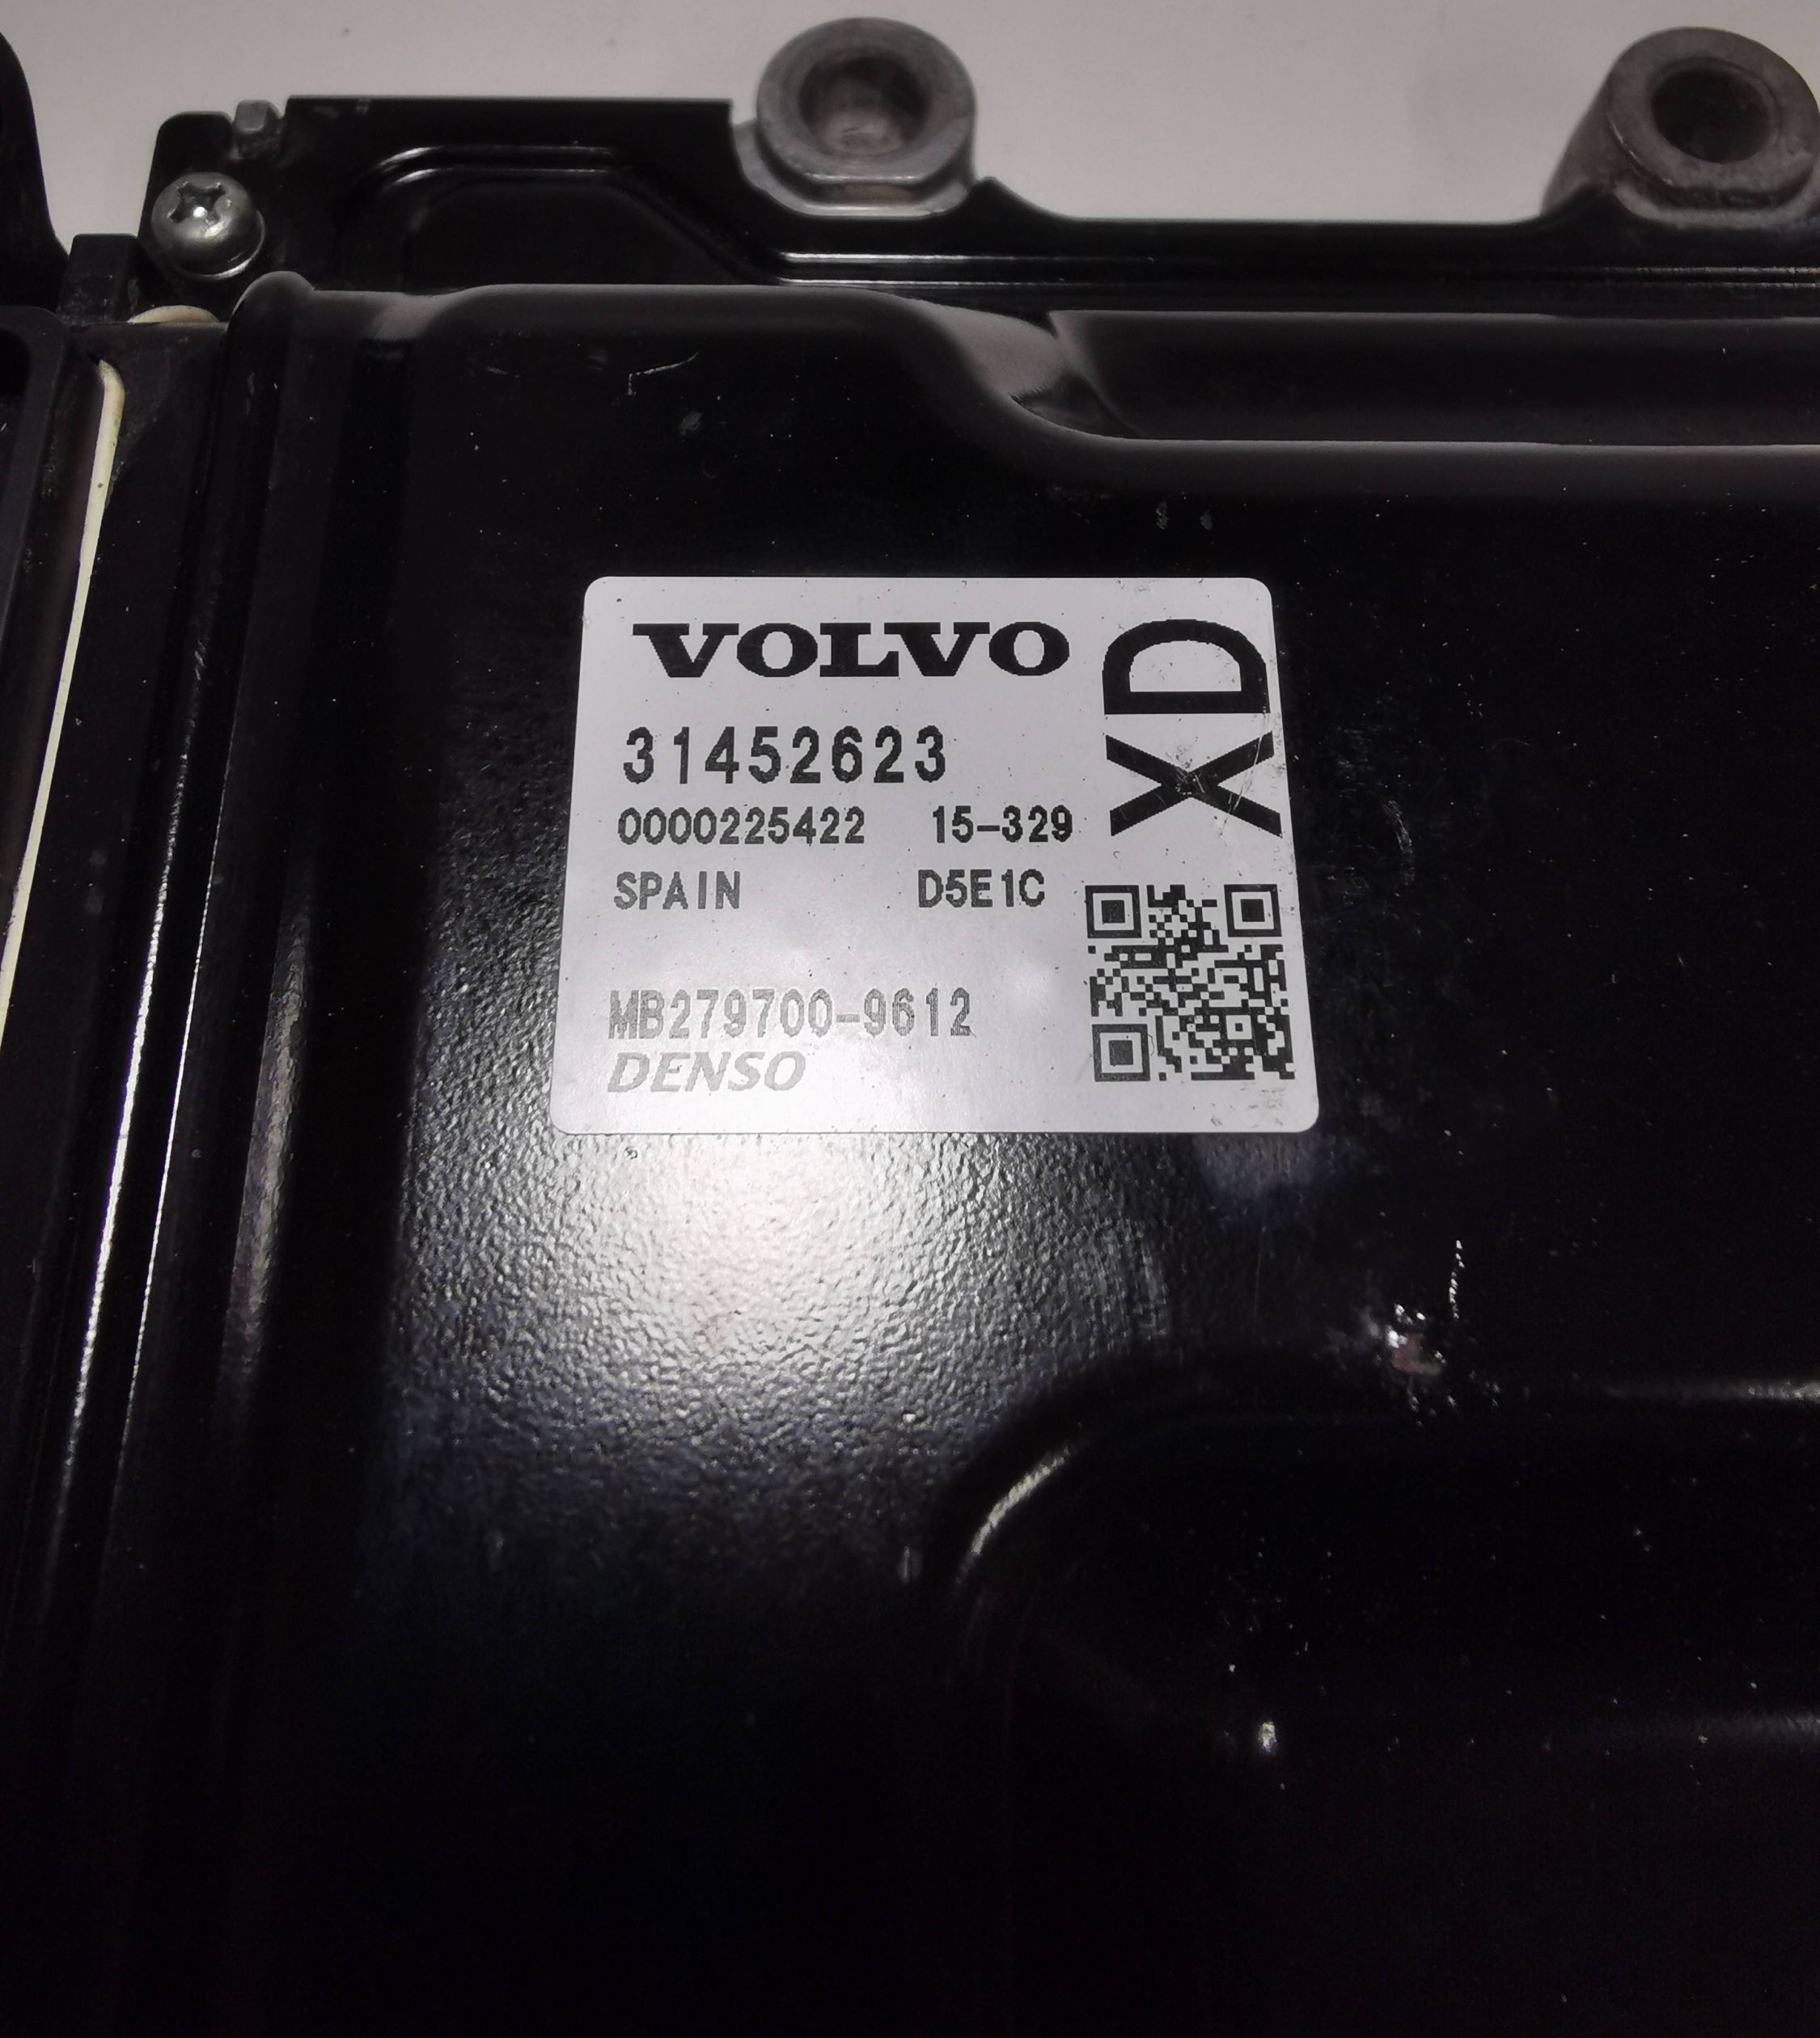 VOLVO
XD
31452623
0000225422 15-329
SPAIN D5E1C
MB279700-9612
DENSO